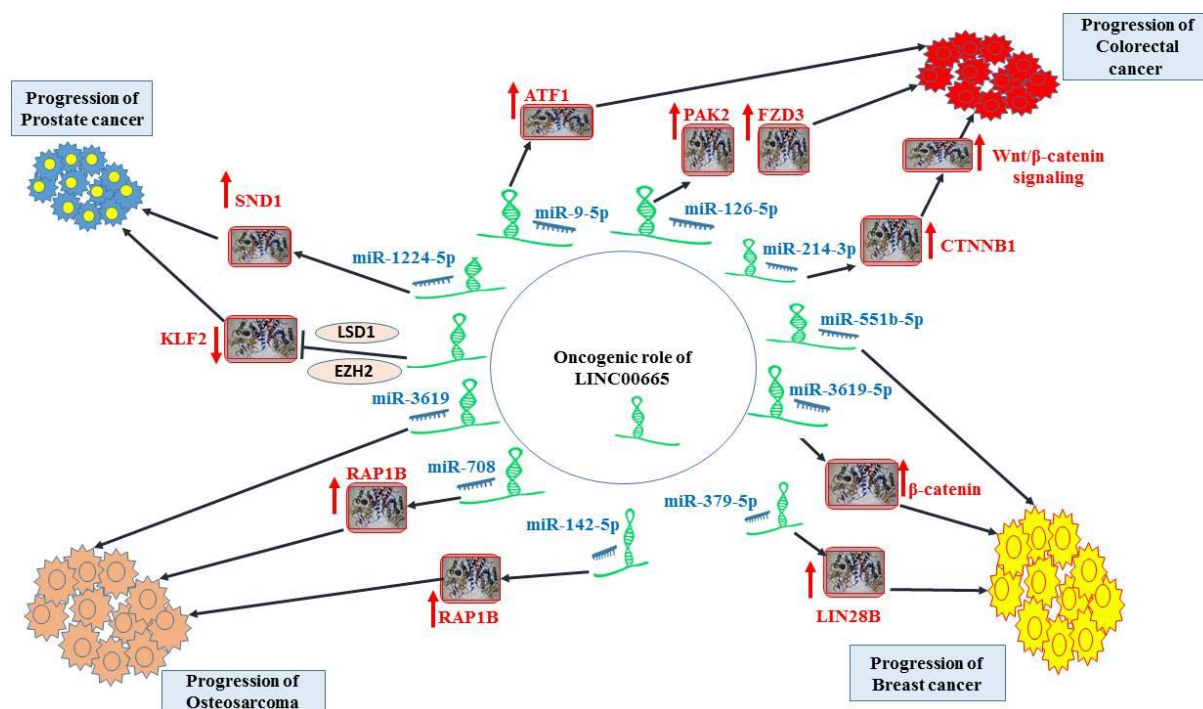 Progression of
Colorectal
cancer
Progression of
Prostate cancer
ATF1
PAK2
FZD3
Wnt/β-catenin
signaling
SND1
miR-9-5p
miR-126-5p
miR-214-3p
CTNNB1
miR-1224-5p
KLF2
LSD1
EZH2
miR-551b-5p
Oncogenic role of
LINC00665
miR-3619
miR-3619-5p
RAP1B
miR-708
β-catenin
miR-379-5p
miR-142-5p
RAP1B
LIN28B
Progression of
Osteosarcoma
Progression of
Breast cancer